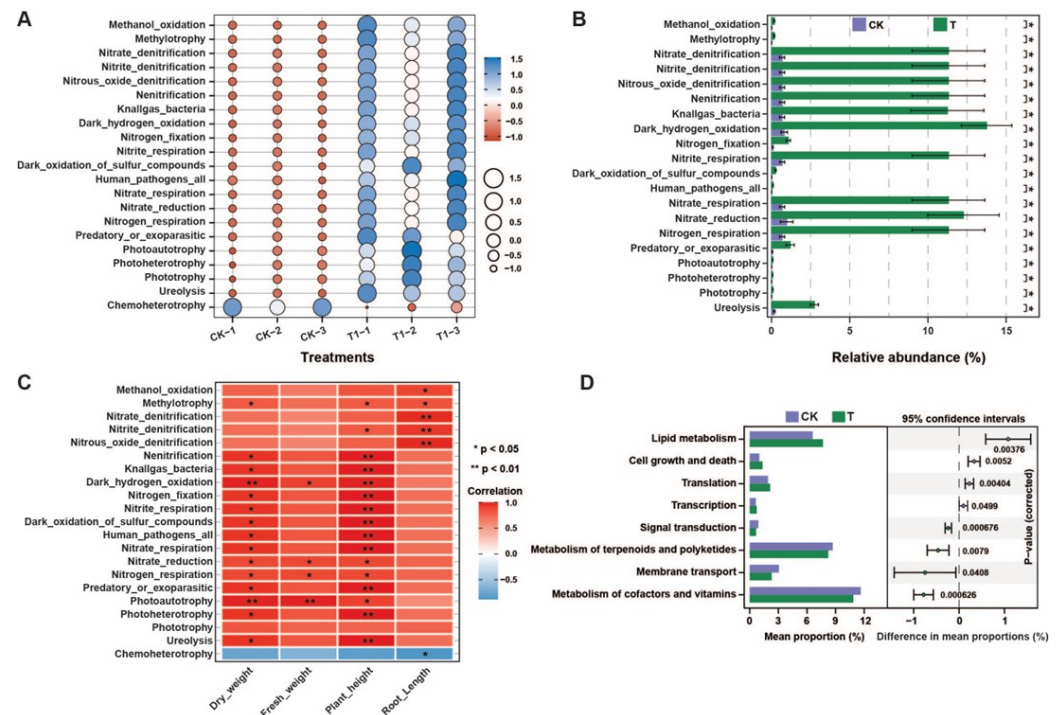 A
Methanol_oxidation
Methylotrophy
Nitrate_denitrification
Nitrite_denitrification
Nitrous_oxide_denitrification
Nenitrification
Knallgas_bacteria
Dark_hydrogen_oxidation
Nitrogen_fixation
Nitrite_respiration
Dark_oxidation_of_sulfur_compounds
Human_pathogens_all
Nitrate_respiration
Nitrate_reduction
Nitrogen_respiration
Predatory_or_exoparasitic
Photoautotrophy
Photoheterotrophy
Phototrophy
Ureolysis
Chemoheterotrophy
CK-1 CK-2 CK-3 T1-1 T1-2 T1-3
Treatments
1.5
1.0
0.5
0.0
-0.5
-1.0
1.5
1.0
0.5
0.0
-0.5
-1.0
B
CK T
Methanol_oxidation *
Methylotrophy *
Nitrate_denitrification *
Nitrite_denitrification *
Nitrous_oxide_denitrification *
Nenitrification *
Knallgas_bacteria *
Dark_hydrogen_oxidation *
Nitrogen_fixation *
Nitrite_respiration *
Dark_oxidation_of_sulfur_compounds *
Human_pathogens_all *
Nitrate_respiration *
Nitrate_reduction *
Nitrogen_respiration *
Predatory_or_exoparasitic *
Photoautotrophy *
Photoheterotrophy *
Phototrophy *
Ureolysis *
0 5 10 15
Relative abundance (%)
C
Methanol_oxidation *
Methylotrophy * * *
Nitrate_denitrification **
Nitrite_denitrification * **
Nitrous_oxide_denitrification **
Nenitrification * **
Knallgas_bacteria * **
Dark_hydrogen_oxidation ** * **
Nitrogen_fixation * **
Nitrite_respiration * **
Dark_oxidation_of_sulfur_compounds * **
Human_pathogens_all * **
Nitrate_respiration * **
Nitrate_reduction * * *
Nitrogen_respiration * * *
Predatory_or_exoparasitic * **
Photoautotrophy ** ** *
Photoheterotrophy * **
Phototrophy
Ureolysis * **
Chemoheterotrophy *
Dry_weight Fresh_weight Plant_height Root_Length
* p < 0.05
** p < 0.01
Correlation
1.0
0.5
0.0
-0.5
D
CK T
95% confidence intervals
Lipid metabolism 0.00376
Cell growth and death 0.0052
Translation 0.00404
Transcription 0.0499
Signal transduction 0.000676
Metabolism of terpenoids and polyketides 0.0079
Membrane transport 0.0408
Metabolism of cofactors and vitamins 0.000626
P-value (corrected)
0 3 6 9 12
Mean proportion (%)
-1 0 1
Difference in mean proportions (%)